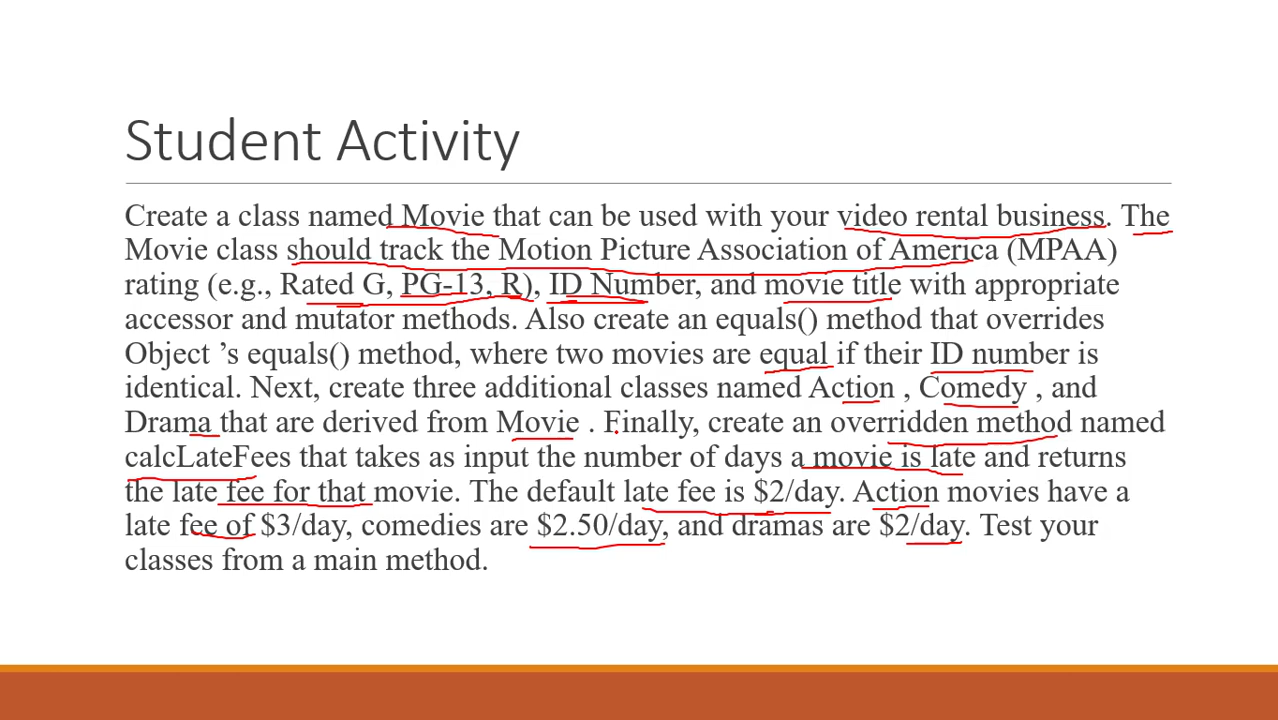 Student Activity
Create a class named Movie that can be used with your video rental business. The
Movie class should track the Motion Picture Association of America (MPAA)
rating (e.g., Rated G, PG-13, R), ID Number, and movie title with appropriate
accessor and mutator methods. Also create an equals() method that overrides
Object ’s equals() method, where two movies are equal if their ID number is
identical. Next, create three additional classes named Action , Comedy , and
Drama that are derived from Movie . Finally, create an overridden method named
calcLateFees that takes as input the number of days a movie is late and returns
the late fee for that movie. The default late fee is $2/day. Action movies have a
late fee of $3/day, comedies are $2.50/day, and dramas are $2/day. Test your
classes from a main method.